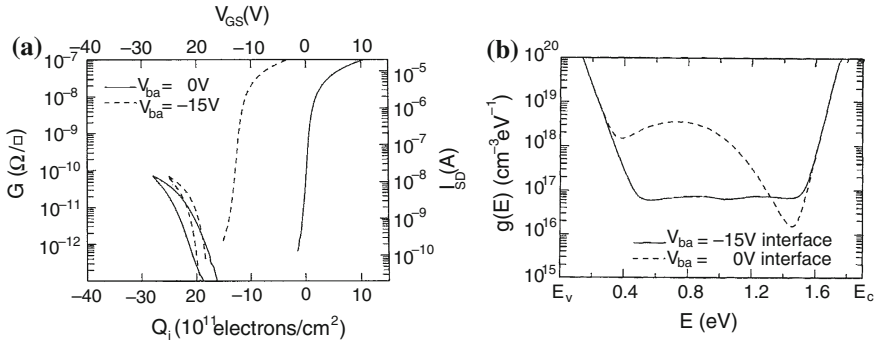 V_GS(V)
(a)
−40 −30 −20 −10 0 10
10^-7
10^-8
10^-9
10^-10
10^-11
10^-12
G (Ω/□)
V_ba = 0V
V_ba = −15V
10^-5
10^-6
10^-7
10^-8
10^-9
10^-10
I_SD(A)
−40 30 20 10 0 10
Q_i (10^11 electrons/cm^2)
(b)
10^20
10^19
10^18
10^17
10^16
10^15
g(E) (cm^-3eV^-1)
V_ba = −15V interface
V_ba = 0V interface
E_v 0.4 0.8 1.2 1.6 E_c
E (eV)